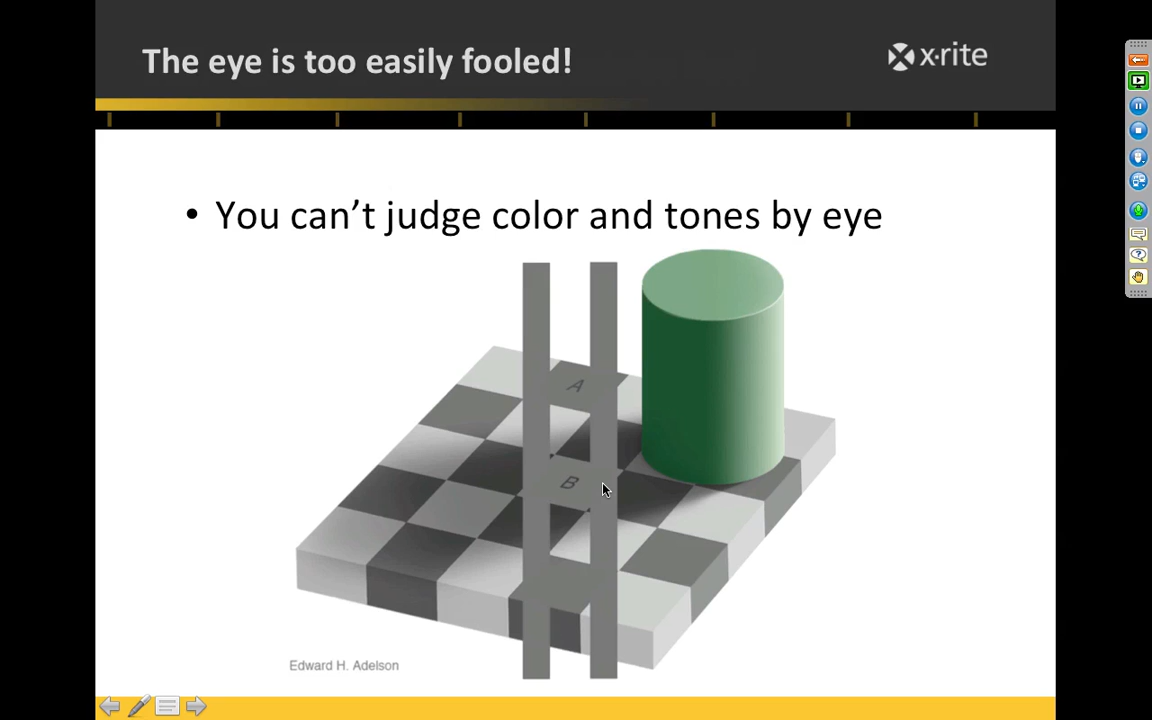 The eye is too easily fooled!
x·rite
• You can't judge color and tones by eye
A
B
Edward H. Adelson